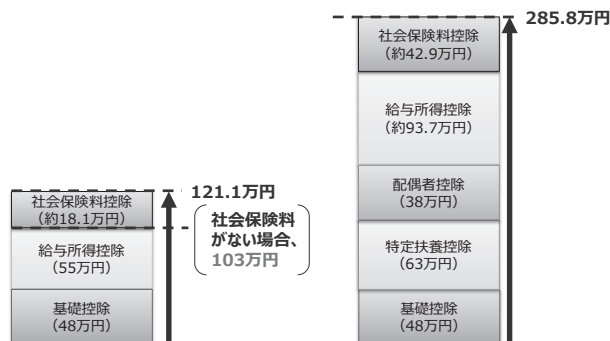 社会保険料控除
（約18.1万円）
給与所得控除
（55万円）
基礎控除
（48万円）
121.1万円
社会保険料
がない場合、
103万円
社会保険料控除
（約42.9万円）
給与所得控除
（約93.7万円）
配偶者控除
（38万円）
特定扶養控除
（63万円）
基礎控除
（48万円）
285.8万円